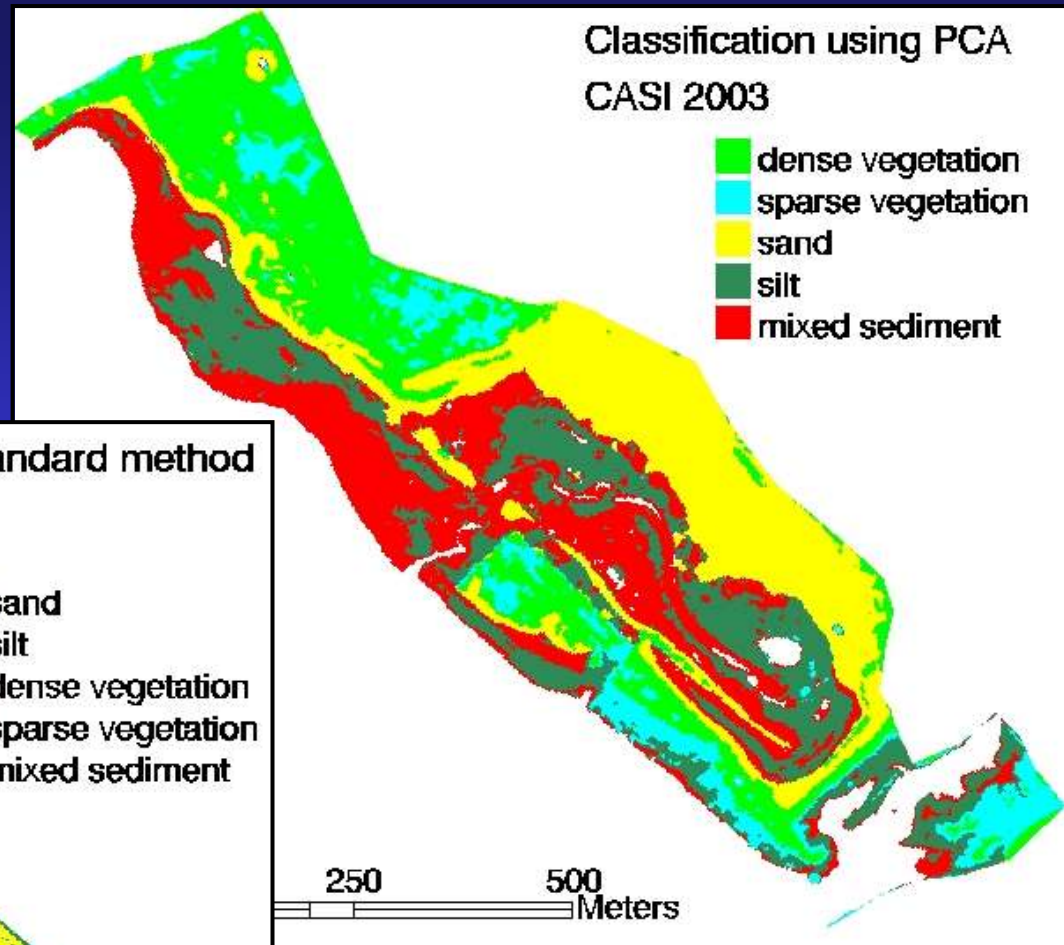 Classification using PCA
CASI 2003
dense vegetation
sparse vegetation
sand
silt
mixed sediment
method
sand
silt
dense vegetation
sparse vegetation
mixed sediment
250 500
Meters